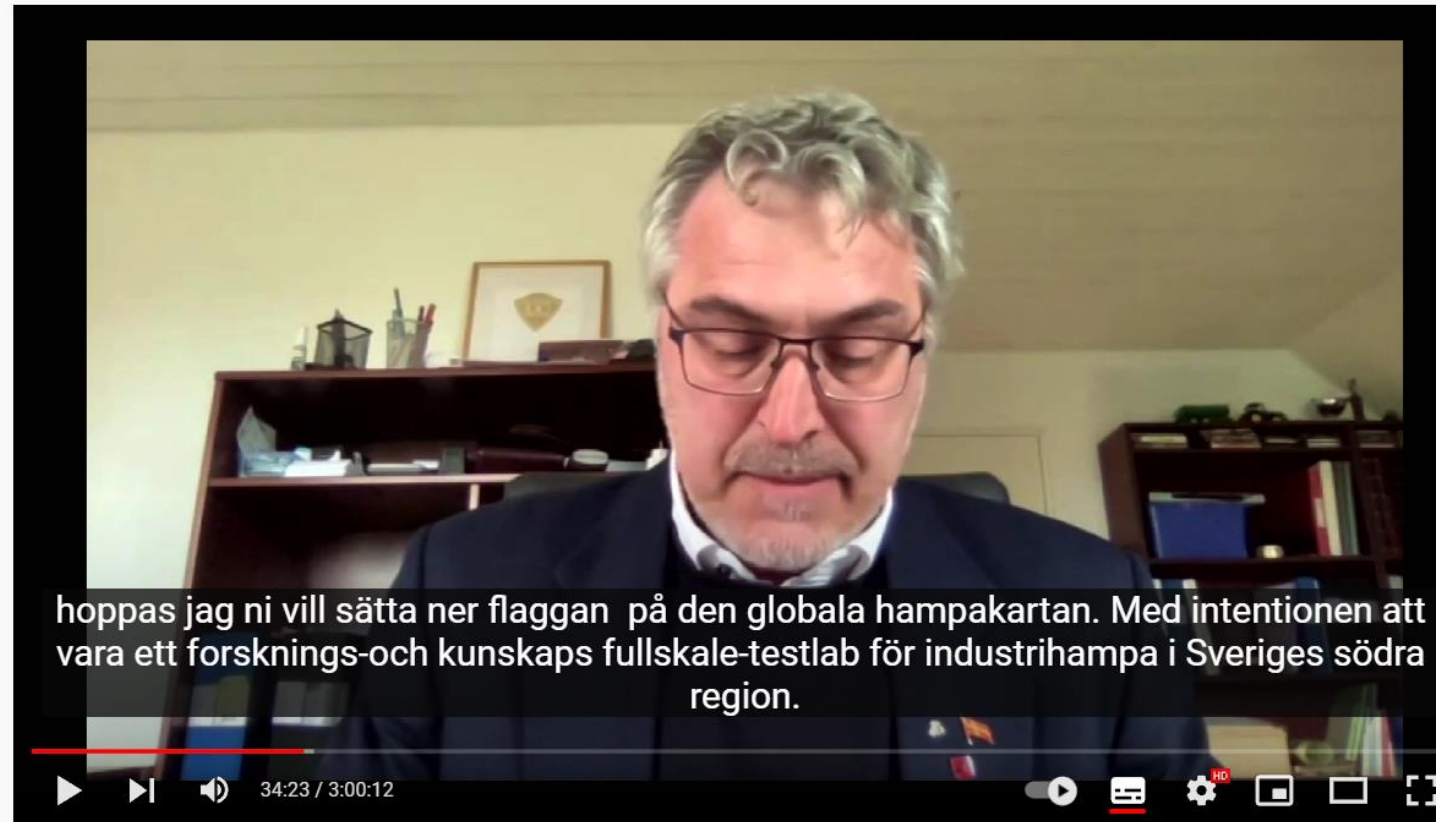 hoppas jag ni vill sätta ner flaggan  på den globala hampakartan. Med intentionen att
vara ett forsknings-och kunskaps fullskale-testlab för industrihampa i Sveriges södra
region.
34:23 / 3:00:12
HD